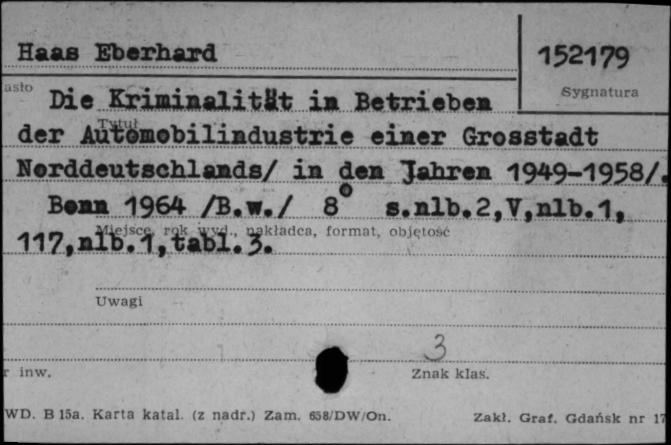 Haas Eberhard
152179
asło
Sygnatura
Die Kriminalität in Betrieben
Tytuł
der Automobilindustrie einer Grosstadt
Norddeutschlands/ in den Jahren 1949-1958/.
Bonn 1964 /B.w./ 8° s.nlb.2,V,nlb.1,
Miejsce, rok wyd., nakładca, format, objętość
117,nlb.1,tabl.3.
Uwagi
3
r inw.
Znak klas.
WD. B 15a. Karta katal. (z nadr.) Zam. 658/DW/On.
Zakł. Graf. Gdańsk nr 17